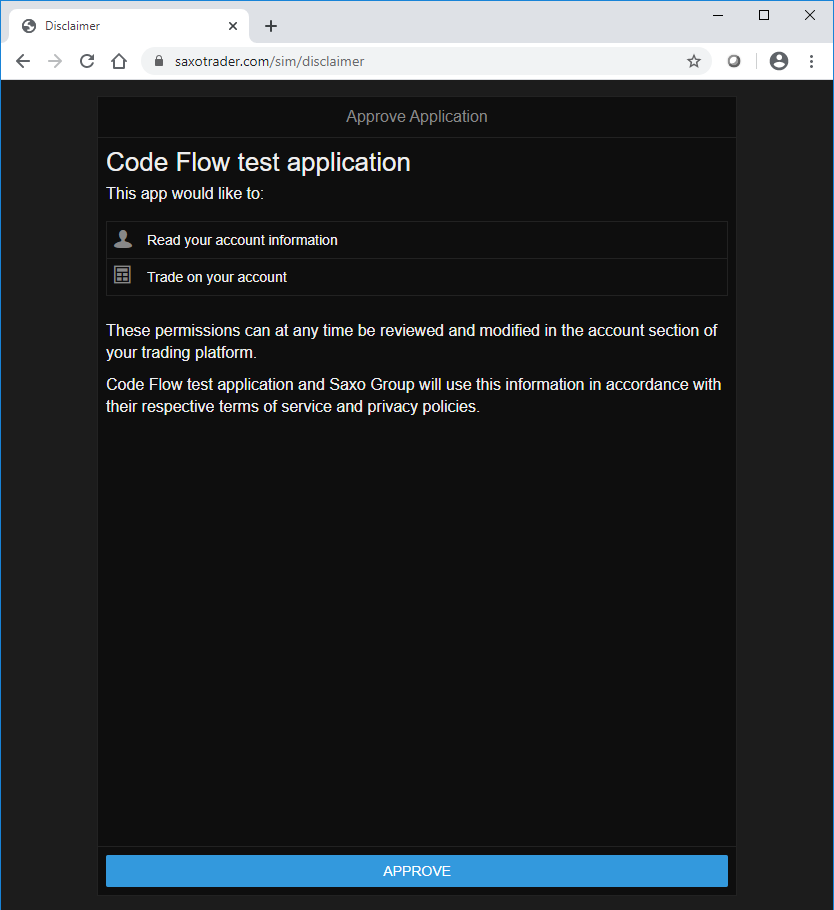 Disclaimer
saxotrader.com/sim/disclaimer
Approve Application
Code Flow test application
This app would like to:
Read your account information
Trade on your account
These permissions can at any time be reviewed and modified in the account section of
your trading platform.
Code Flow test application and Saxo Group will use this information in accordance with
their respective terms of service and privacy policies.
APPROVE